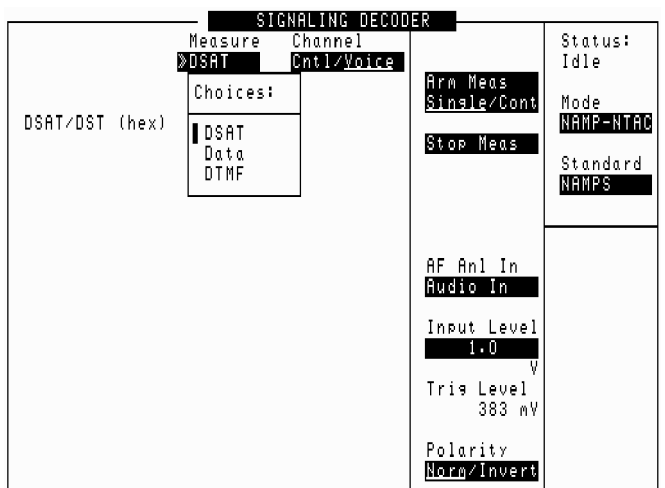 SIGNALING DECODER
Measure
»DSAT
Channel
Cntl/Voice
Choices:
DSAT
Data
DTMF
DSAT/DST (hex)
Arm Meas
Single/Cont
Stop Meas
AF Anl In
Audio In
Input Level
1.0
V
Trig Level
383 mV
Polarity
Norm/Invert
Status:
Idle
Mode
NAMP-NTAC
Standard
NAMPS